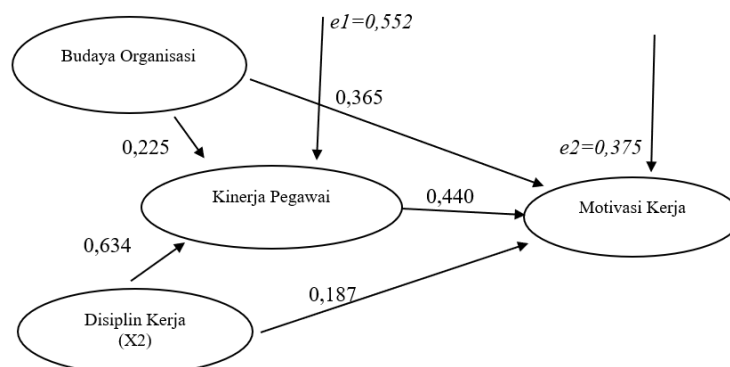 e1=0,552
Budaya Organisasi
0,365
0,225
e2=0,375
Kinerja Pegawai
0,440
Motivasi Kerja
0,634
0,187
Disiplin Kerja
(X2)